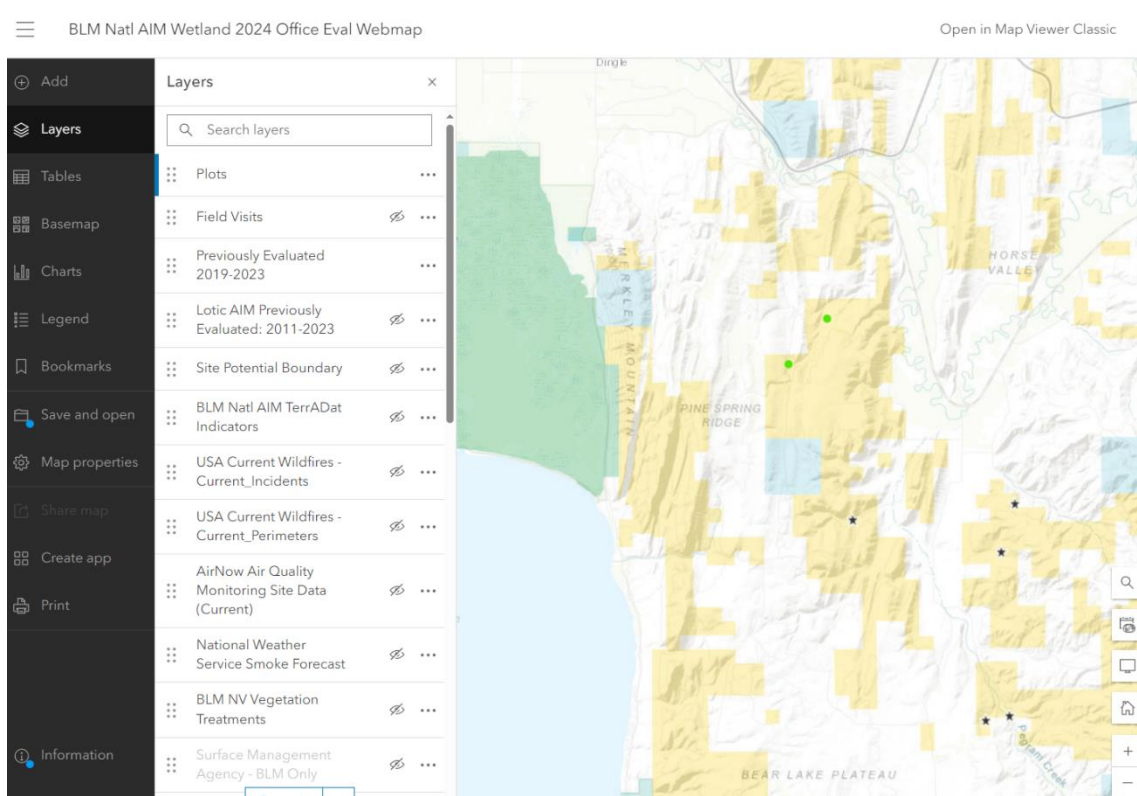 BLM Natl AIM Wetland 2024 Office Eval Webmap
Open in Map Viewer Classic
Add
Layers
Tables
Basemap
Charts
Legend
Bookmarks
Save and open
Map properties
Share map
Create app
Print
Information
Layers
Search layers
Plots
Field Visits
Previously Evaluated
2019-2023
Lotic AIM Previously
Evaluated: 2011-2023
Site Potential Boundary
BLM Natl AIM TerrADat
Indicators
USA Current Wildfires -
Current_Incidents
USA Current Wildfires -
Current_Perimeters
AirNow Air Quality
Monitoring Site Data
(Current)
National Weather
Service Smoke Forecast
BLM NV Vegetation
Treatments
Surface Management
Agency - BLM Only
Dingle
MERKLEY MOUNTAIN
HORSE
VALLEY
PINE SPRING
RIDGE
Pegram Creek
BEAR LAKE PLATEAU